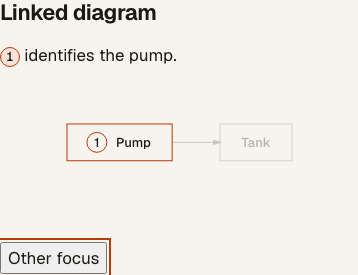 Linked diagram
1 identifies the pump.
1 Pump
Tank
Other focus